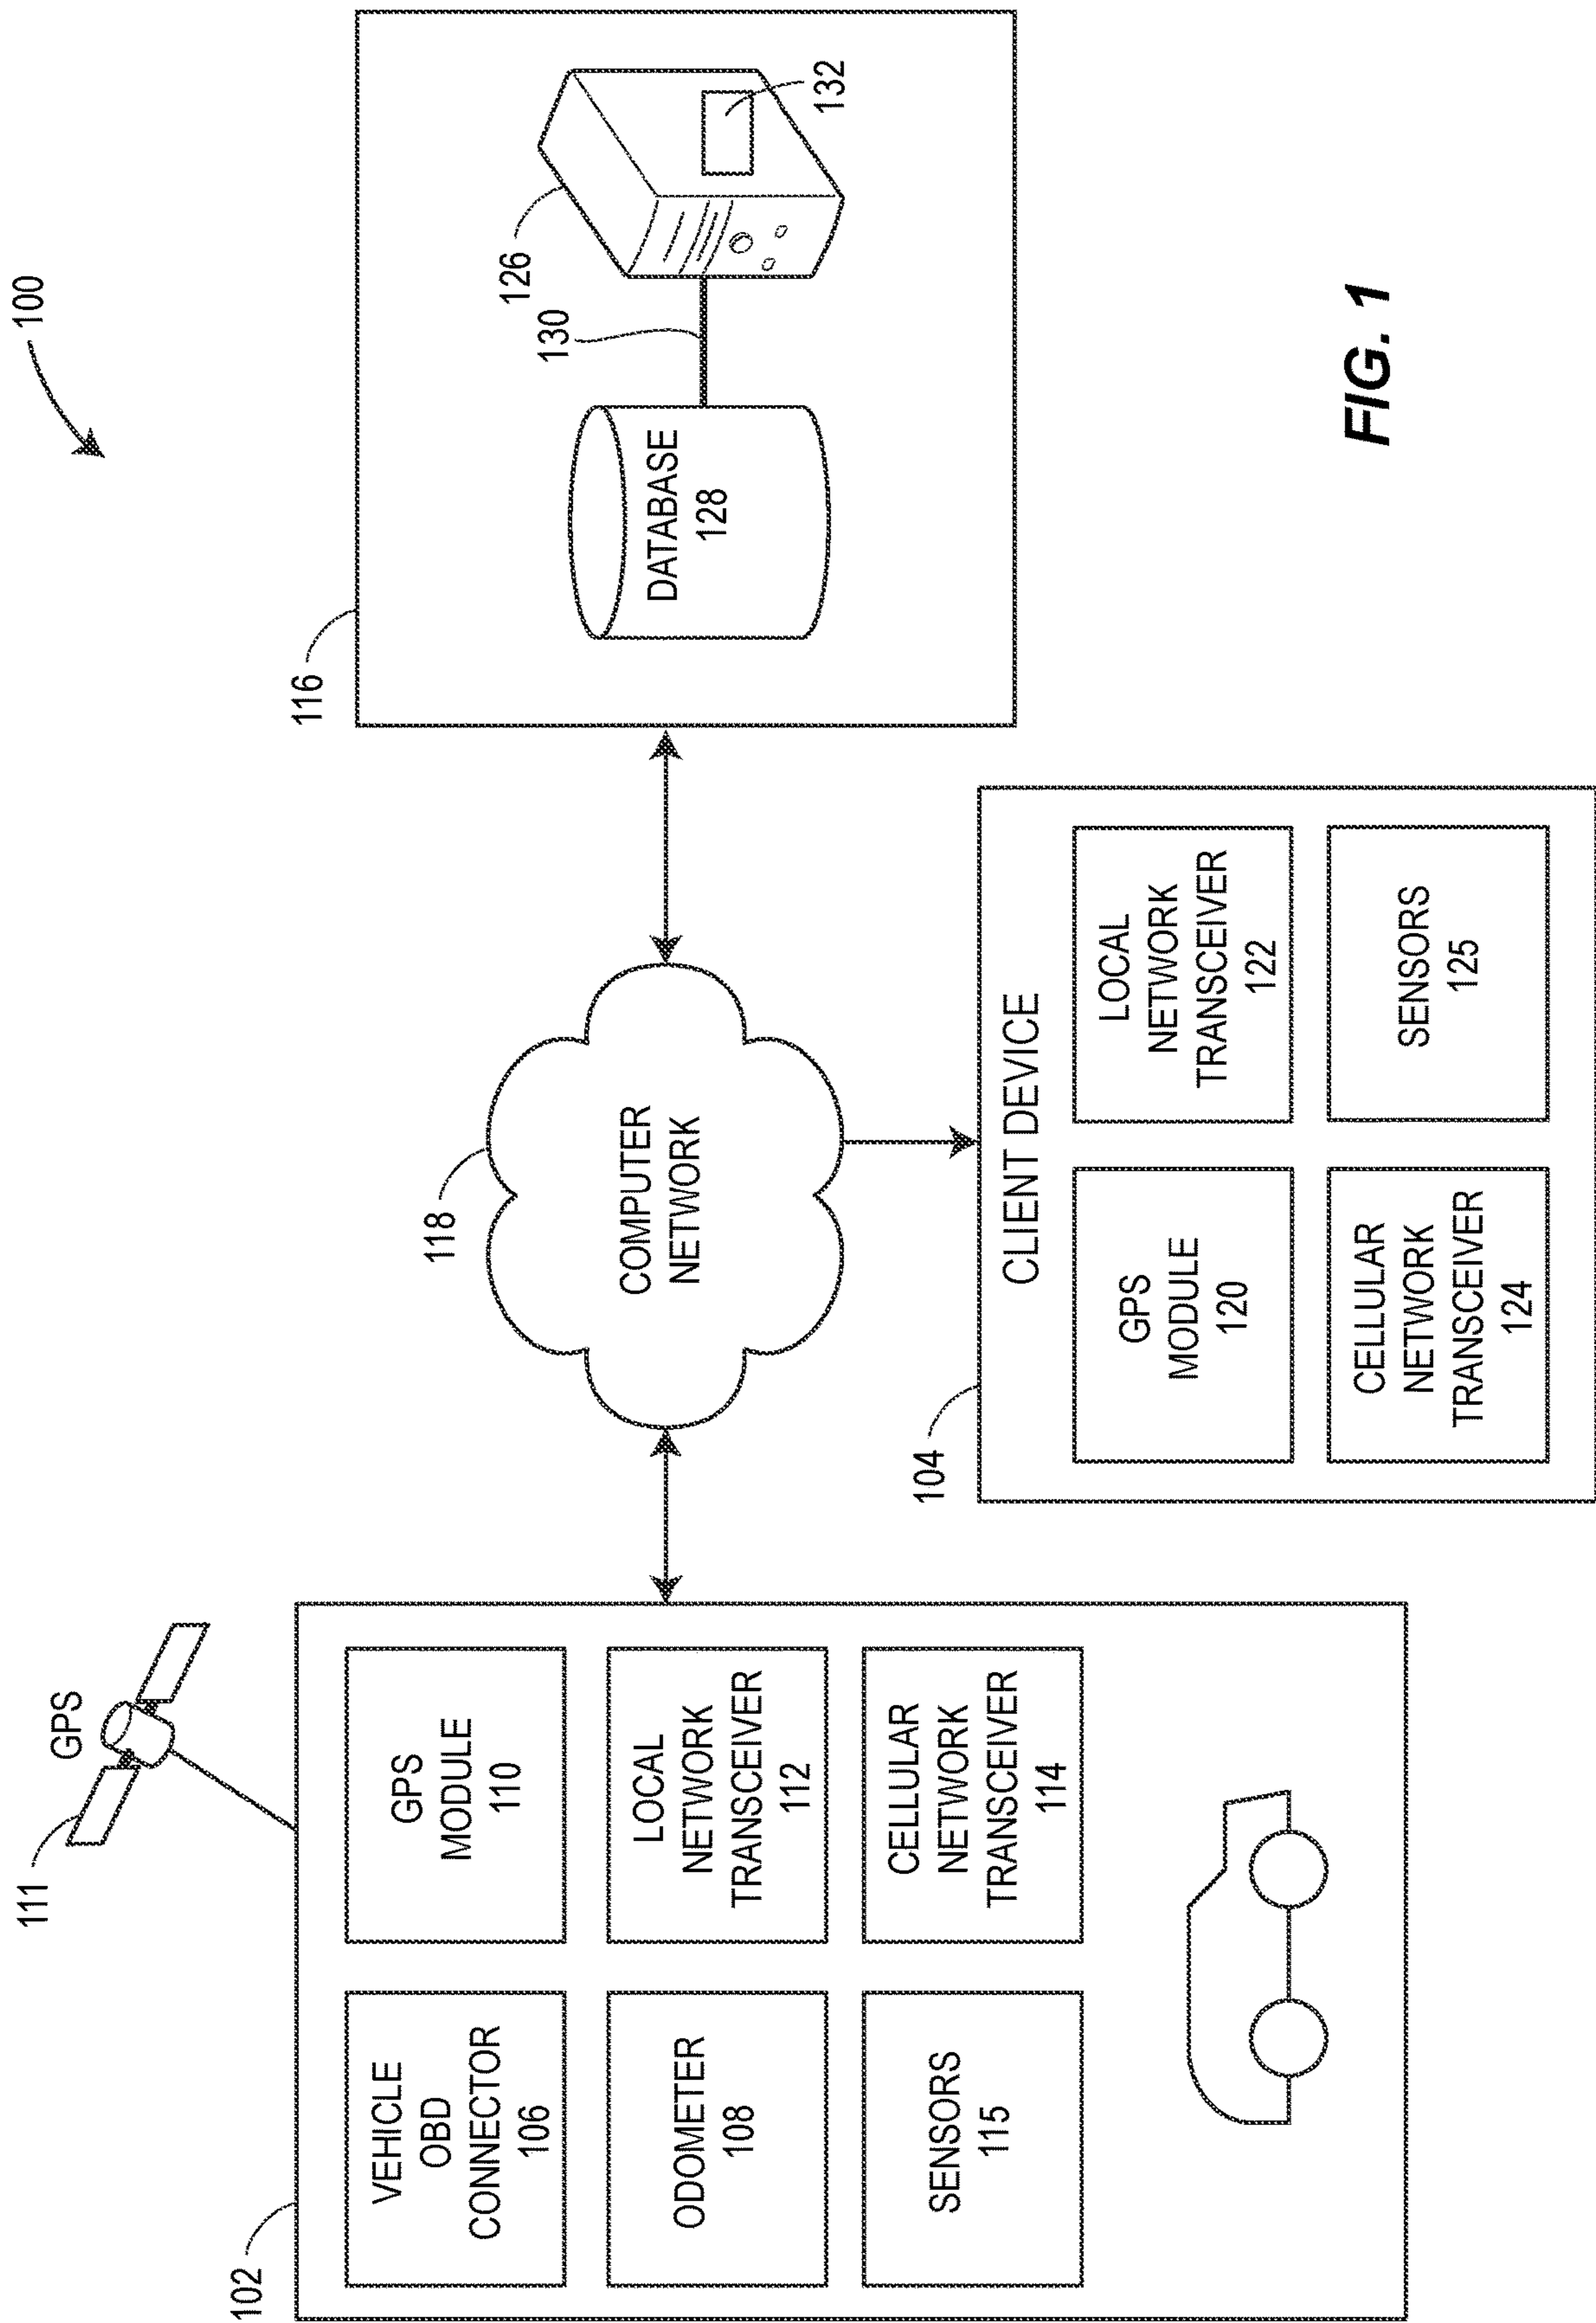 100
111
GPS
102
VEHICLE
OBD
CONNECTOR
106
GPS
MODULE
110
ODOMETER
108
LOCAL
NETWORK
TRANSCEIVER
112
SENSORS
115
CELLULAR
NETWORK
TRANSCEIVER
114
118
COMPUTER
NETWORK
116
DATABASE
128
130
126
132
104
CLIENT DEVICE
GPS
MODULE
120
LOCAL
NETWORK
TRANSCEIVER
122
CELLULAR
NETWORK
TRANSCEIVER
124
SENSORS
125
FIG. 1